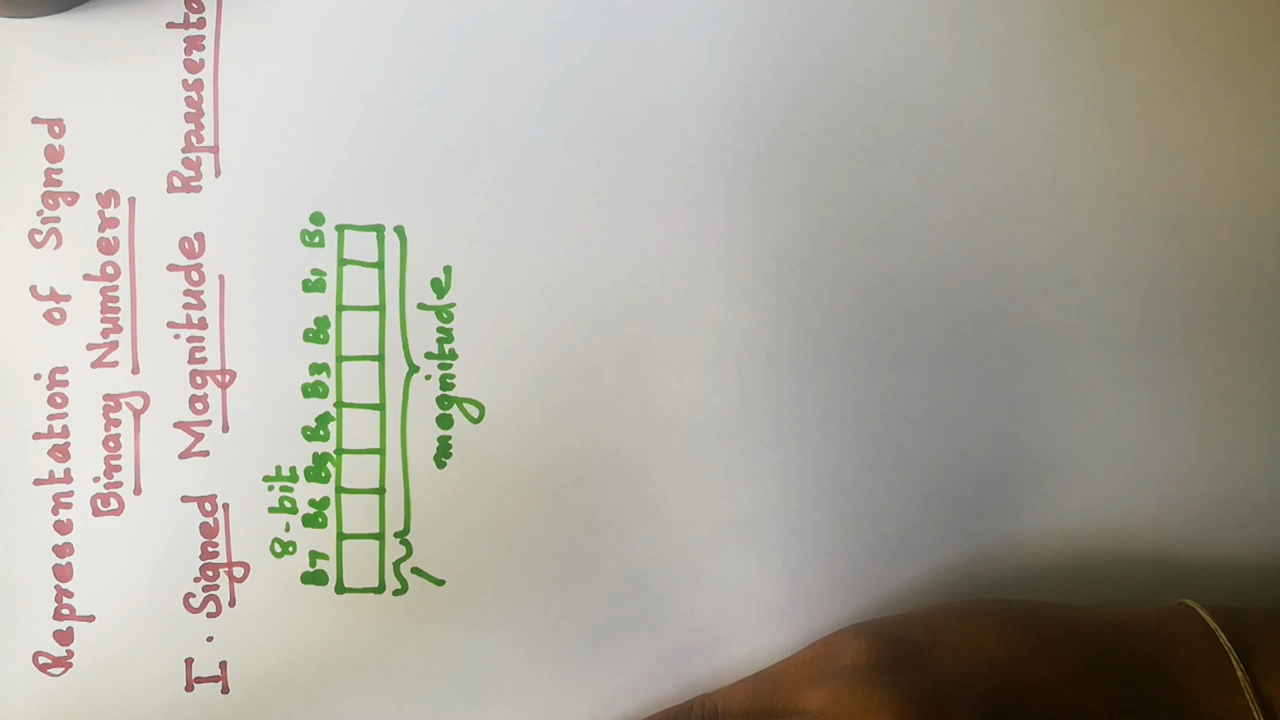 Representation of Signed
Binary Numbers
I. Signed Magnitude Representa
8-bit
B7 B6 B5 B4 B3 B2 B1 B0
magnitude